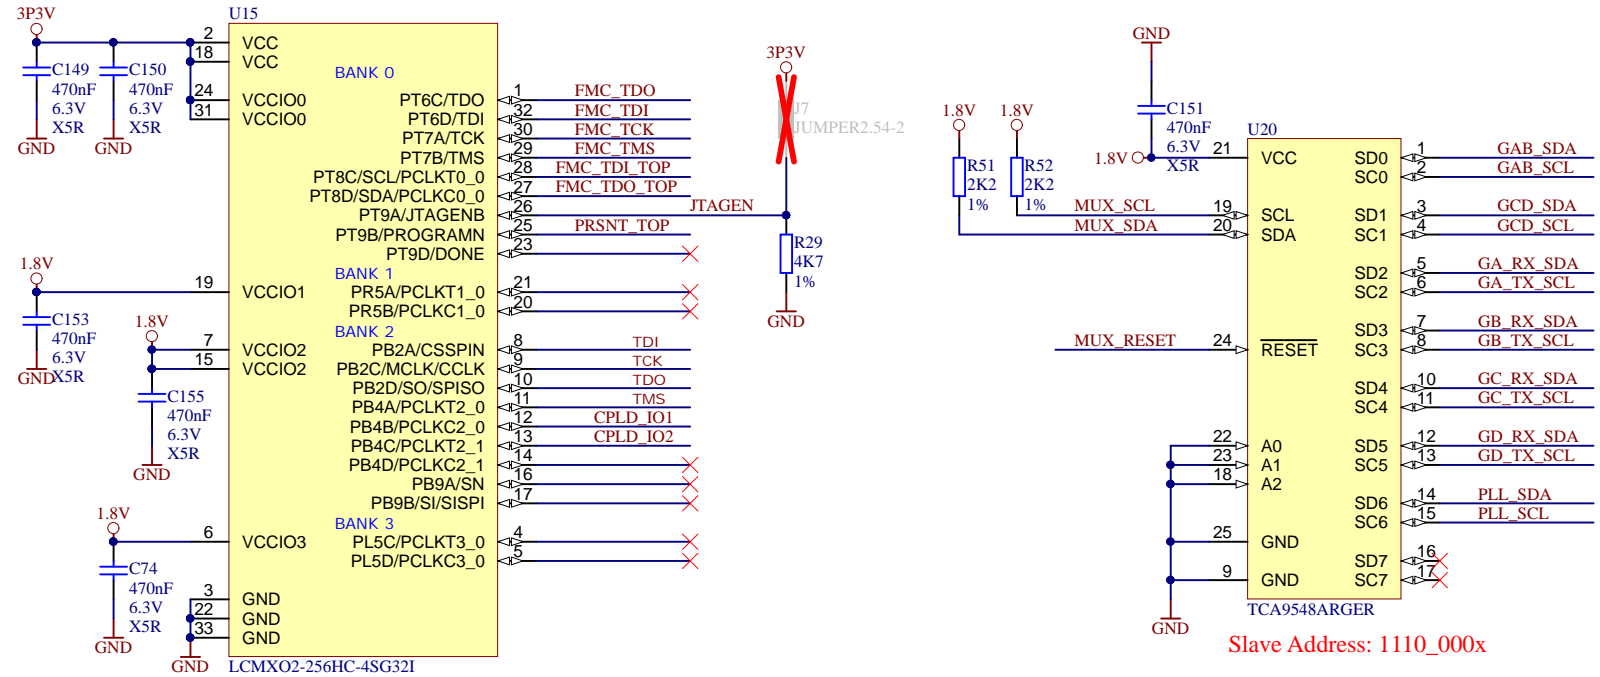 3P3V
U15
2 VCC
18 VCC
C149
470nF
6.3V
X5R
GND
C150
470nF
6.3V
X5R
GND
24 VCCIO0
31 VCCIO0
BANK 0
PT6C/TDO 1 FMC_TDO
PT6D/TDI 32 FMC_TDI
PT7A/TCK 30 FMC_TCK
PT7B/TMS 29 FMC_TMS
PT8C/SCL/PCLKT0_0 28 FMC_TDI_TOP
PT8D/SDA/PCLKC0_0 27 FMC_TDO_TOP
PT9A/JTAGENB 26 JTAGEN
PT9B/PROGRAMN 25 PRSNT_TOP
PT9D/DONE 23
3P3V
J7
JUMPER2.54-2
R29
4K7
1%
GND
1.8V
19 VCCIO1
C153
470nF
6.3V
X5R
GND
BANK 1
PR5A/PCLKT1_0 21
PR5B/PCLKC1_0 20
1.8V
7 VCCIO2
15 VCCIO2
C155
470nF
6.3V
X5R
GND
BANK 2
PB2A/CSSPIN 8 TDI
PB2C/MCLK/CCLK 9 TCK
PB2D/SO/SPISO 10 TDO
PB4A/PCLKT2_0 11 TMS
PB4B/PCLKC2_0 12 CPLD_IO1
PB4C/PCLKT2_1 13 CPLD_IO2
PB4D/PCLKC2_1 14
PB9A/SN 16
PB9B/SI/SISPI 17
1.8V
6 VCCIO3
C74
470nF
6.3V
X5R
GND
BANK 3
PL5C/PCLKT3_0 4
PL5D/PCLKC3_0 5
3 GND
22 GND
33 GND
GND
LCMXO2-256HC-4SG32I
GND
C151
470nF
6.3V
X5R
1.8V
1.8V
1.8V
R51
2K2
1%
R52
2K2
1%
U20
21 VCC
MUX_SCL 19 SCL
MUX_SDA 20 SDA
MUX_RESET 24 RESET
22 A0
23 A1
18 A2
25 GND
9 GND
GND
SD0 1 GAB_SDA
SC0 2 GAB_SCL
SD1 3 GCD_SDA
SC1 4 GCD_SCL
SD2 5 GA_RX_SDA
SC2 6 GA_TX_SCL
SD3 7 GB_RX_SDA
SC3 8 GB_TX_SCL
SD4 10 GC_RX_SDA
SC4 11 GC_TX_SCL
SD5 12 GD_RX_SDA
SC5 13 GD_TX_SCL
SD6 14 PLL_SDA
SC6 15 PLL_SCL
SD7 16
SC7 17
TCA9548ARGER
Slave Address: 1110_000x